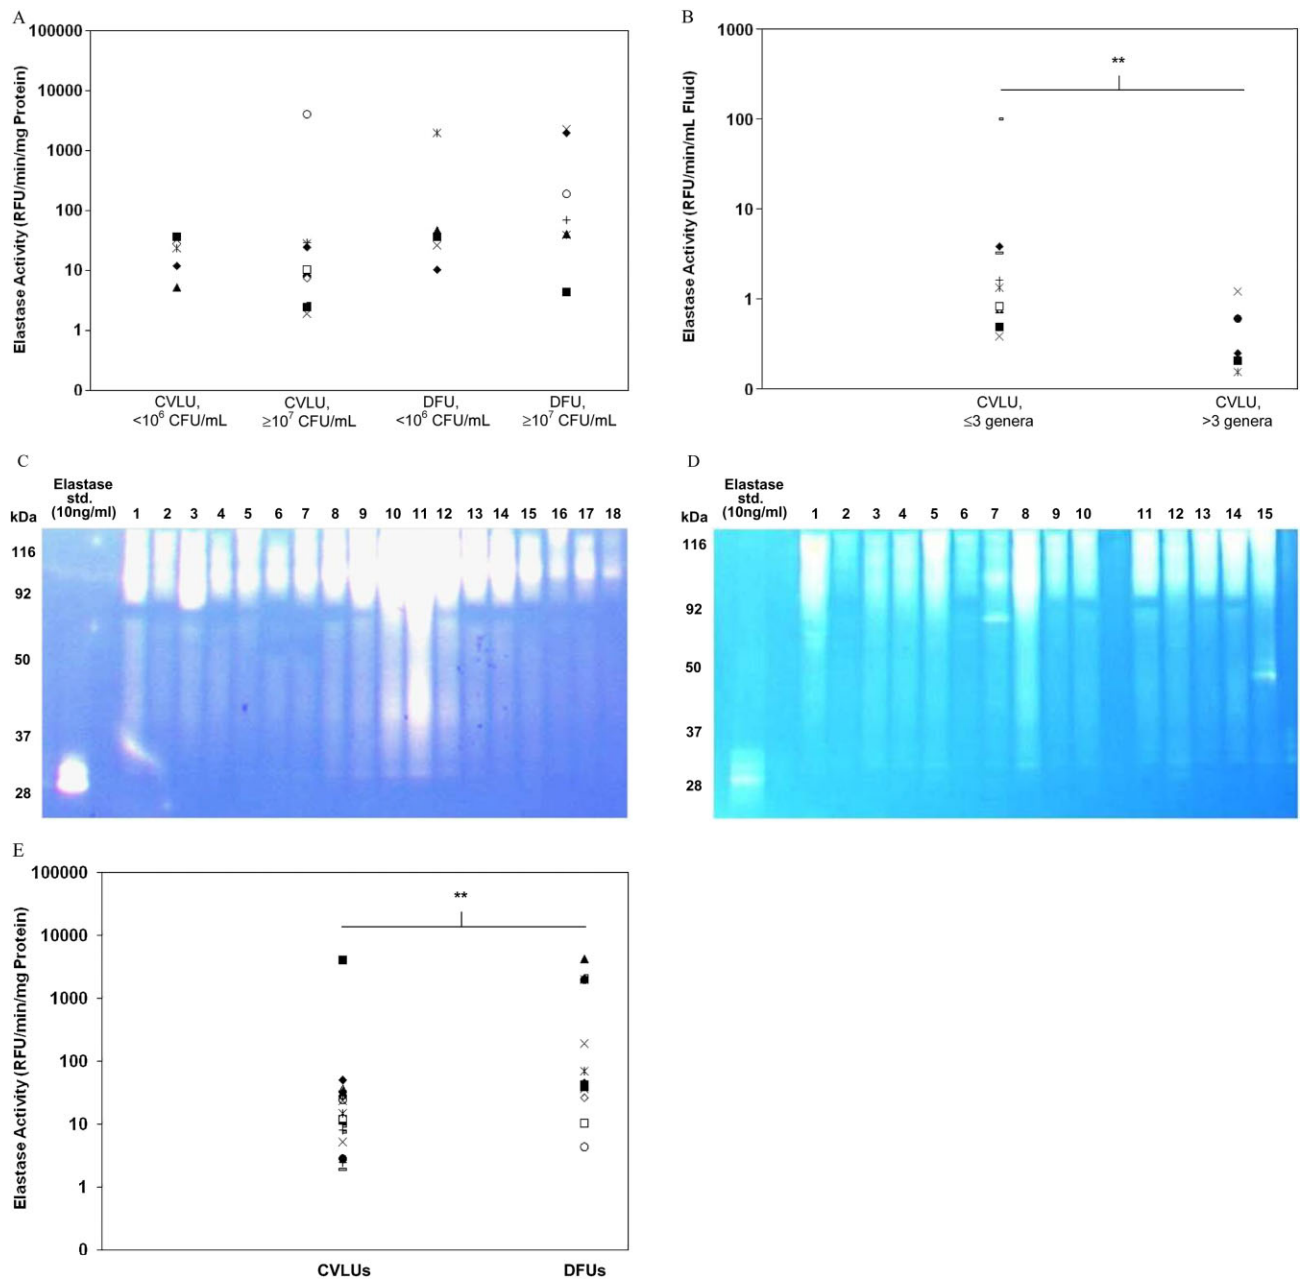 A
100000
10000
1000
100
10
1
0
Elastase Activity (RFU/min/mg Protein)
CVLU, CVLU, DFU, DFU,
<10⁶ CFU/mL ≥10⁷ CFU/mL <10⁶ CFU/mL ≥10⁷ CFU/mL
B
1000
100
10
1
0
Elastase Activity (RFU/min/mL Fluid)
**
CVLU, CVLU,
≤3 genera >3 genera
C
Elastase
std.
(10ng/ml) 1 2 3 4 5 6 7 8 9 10 11 12 13 14 15 16 17 18
kDa
116
92
50
37
28
D
Elastase
std.
(10ng/ml) 1 2 3 4 5 6 7 8 9 10 11 12 13 14 15
kDa
116
92
50
37
28
E
100000
10000
1000
100
10
1
0
Elastase Activity (RFU/min/mg Protein)
**
CVLUs DFUs